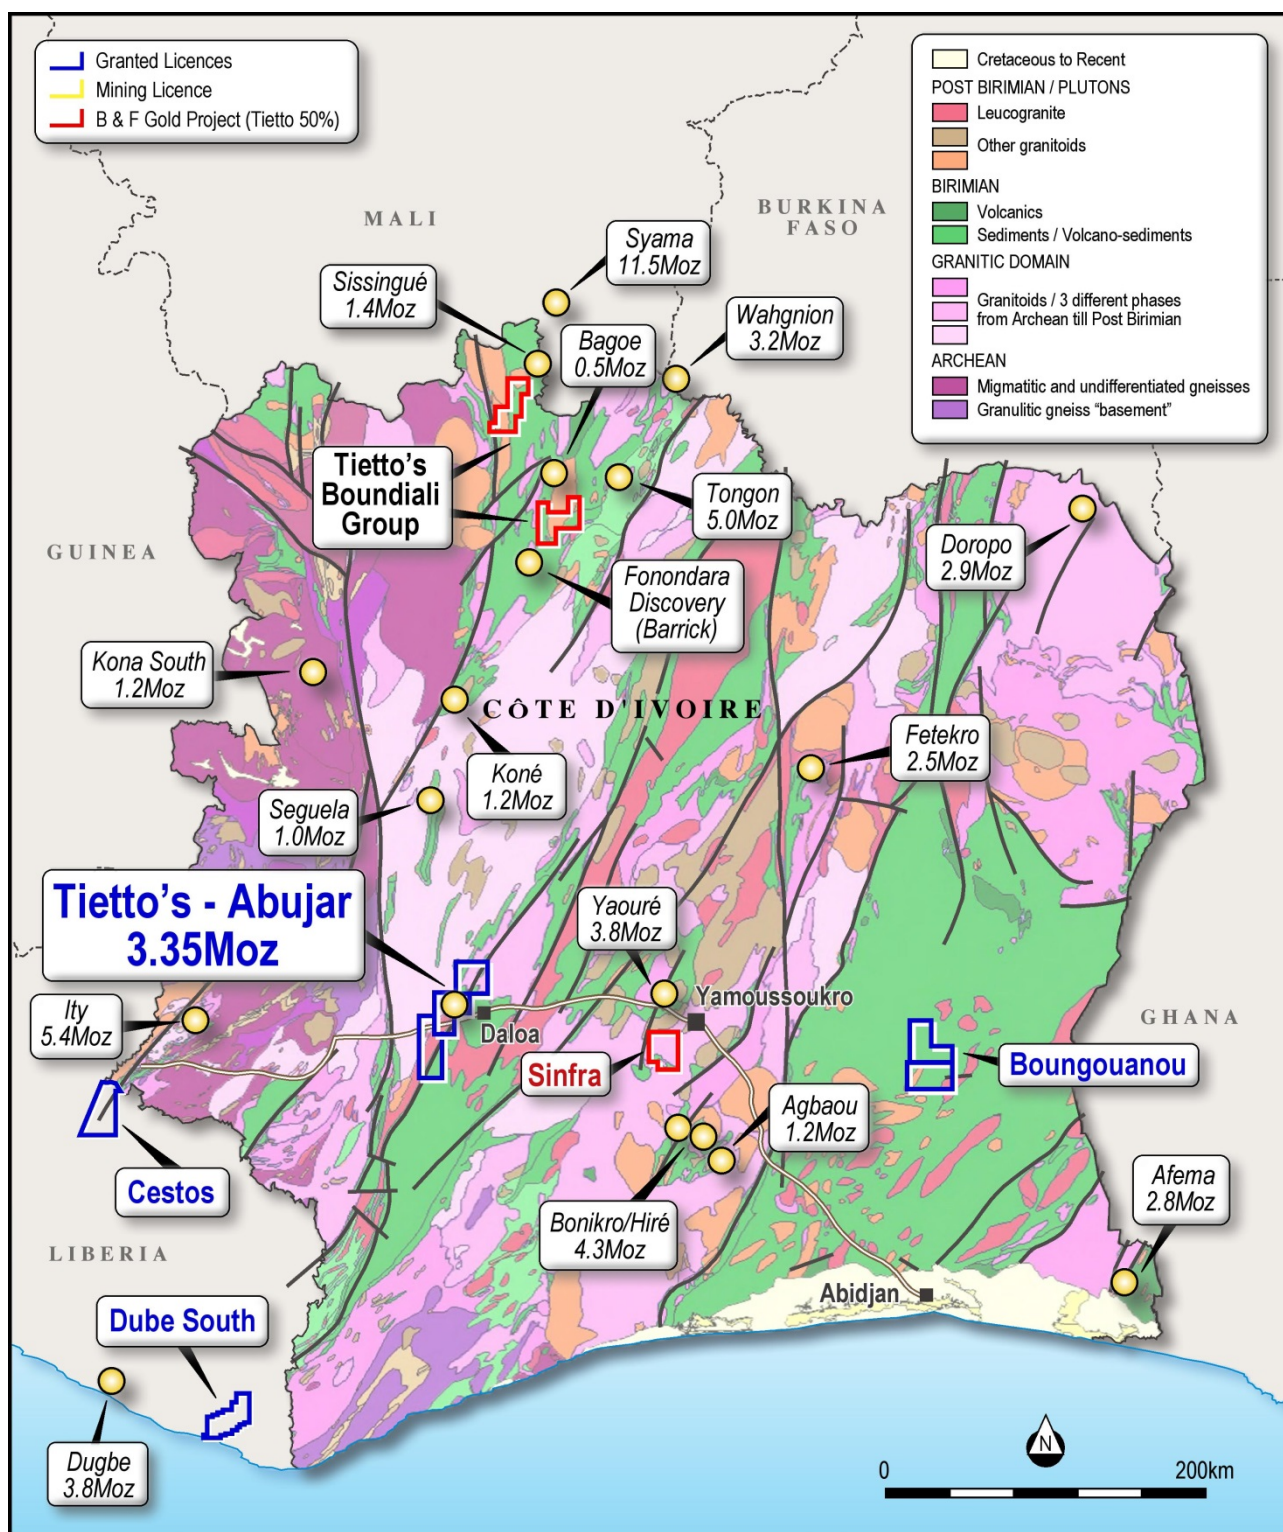 Granted Licences
Mining Licence
B & F Gold Project (Tietto 50%)
Cretaceous to Recent
POST BIRIMIAN / PLUTONS
Leucogranite
Other granitoids
BIRIMIAN
Volcanics
Sediments / Volcano-sediments
GRANITIC DOMAIN
Granitoids / 3 different phases
from Archean till Post Birimian
ARCHEAN
Migmatitic and undifferentiated gneisses
Granulitic gneiss “basement”
MALI
BURKINA
FASO
Syama
11.5Moz
Sissingué
1.4Moz
Bagoe
0.5Moz
Wahgnion
3.2Moz
Tietto’s
Boundiali
Group
Tongon
5.0Moz
Doropo
2.9Moz
GUINEA
Fonondara
Discovery
(Barrick)
Kona South
1.2Moz
CÔTE D'IVOIRE
Koné
1.2Moz
Fetekro
2.5Moz
Seguela
1.0Moz
Tietto’s - Abujar
3.35Moz
Yaouré
3.8Moz
Yamoussoukro
Daloa
Ity
5.4Moz
GHANA
Sinfra
Boungouanou
Agbaou
1.2Moz
Cestos
Bonikro/Hiré
4.3Moz
Afema
2.8Moz
LIBERIA
Abidjan
Dube South
Dugbe
3.8Moz
N
0
200km